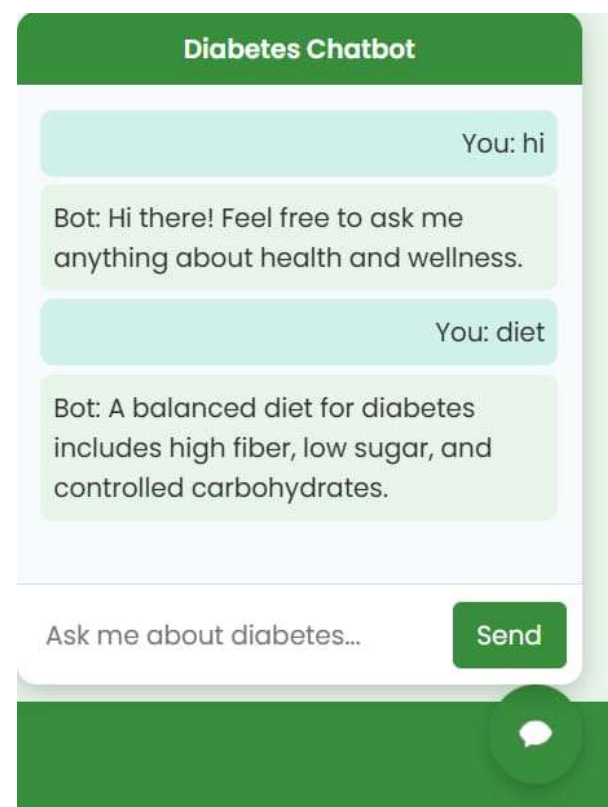 Diabetes Chatbot
You: hi
Bot: Hi there! Feel free to ask me
anything about health and wellness.
You: diet
Bot: A balanced diet for diabetes
includes high fiber, low sugar, and
controlled carbohydrates.
Ask me about diabetes...
Send